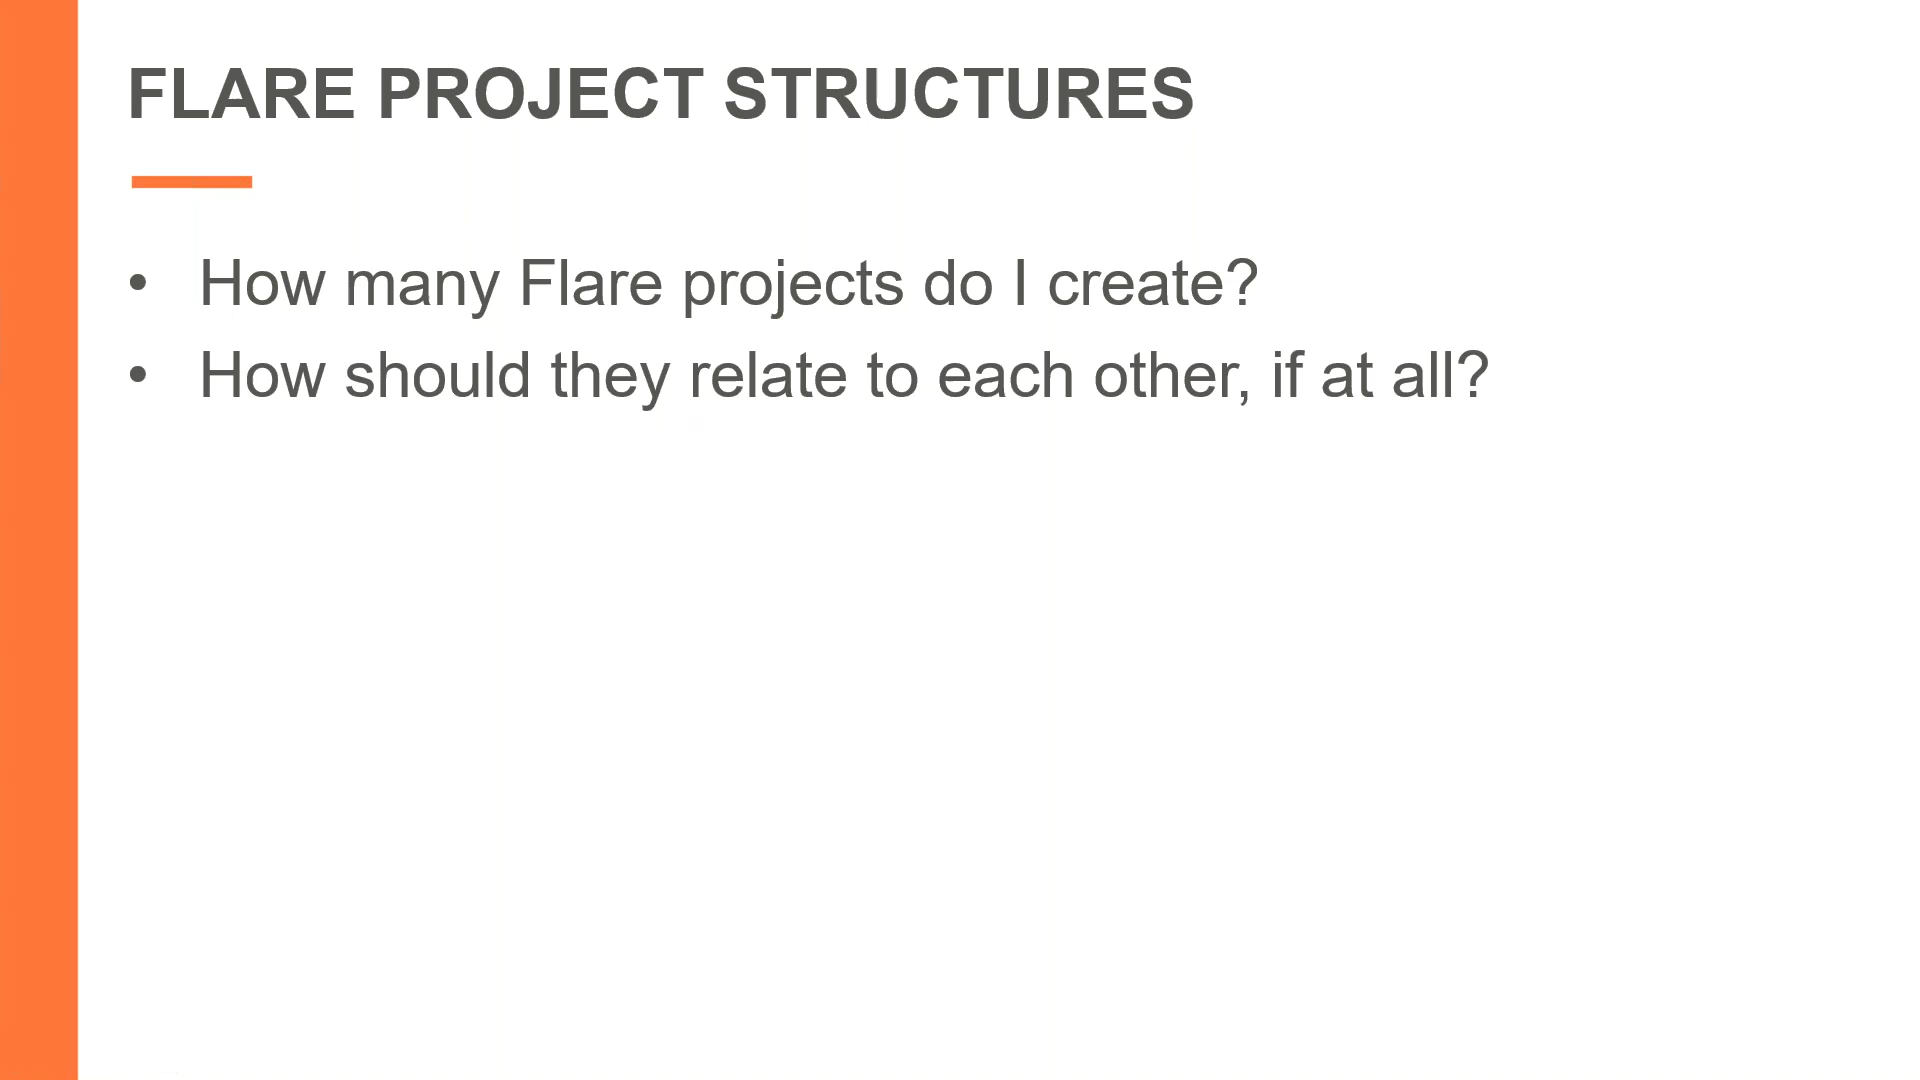 FLARE PROJECT STRUCTURES
• How many Flare projects do I create?
• How should they relate to each other, if at all?